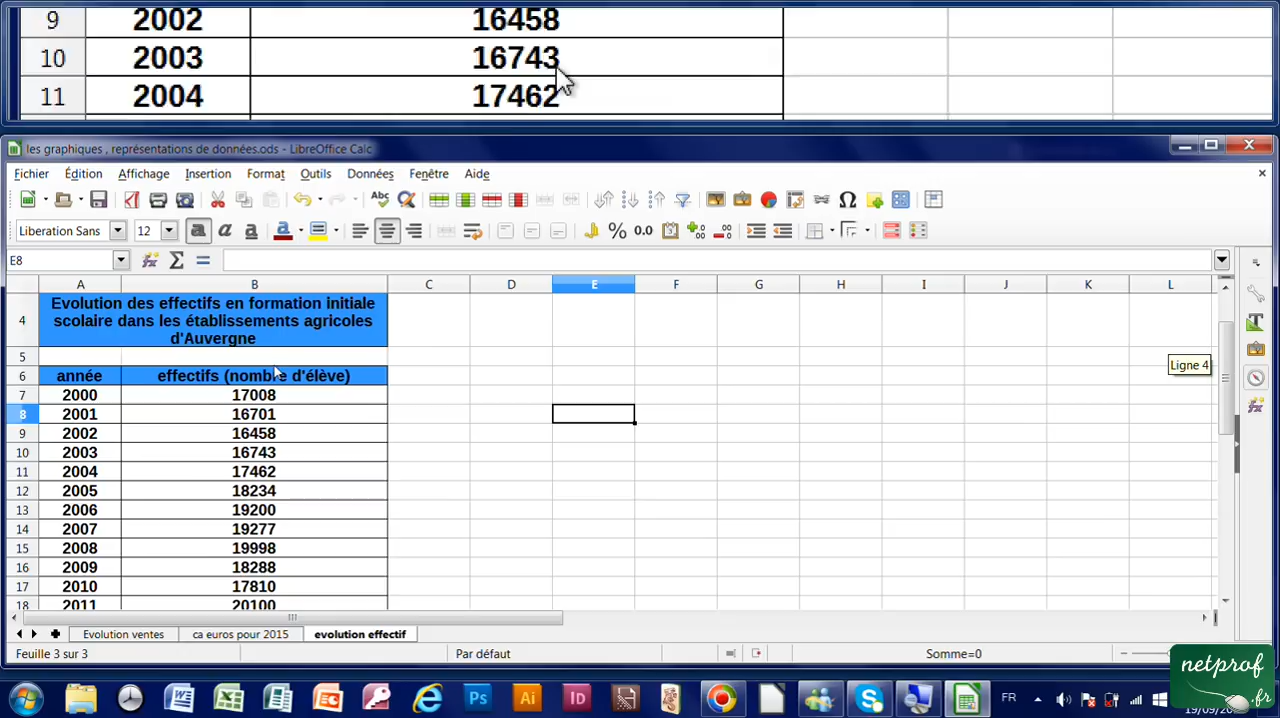 9 2002 16458
10 2003 16743
11 2004 17462
les graphiques , représentations de données.ods - LibreOffice Calc
Fichier Édition Affichage Insertion Format Outils Données Fenêtre Aide
Liberation Sans 12
E8
A B C D E F G H I J K L
4 Evolution des effectifs en formation initiale
scolaire dans les établissements agricoles
d'Auvergne
5
6 année effectifs (nombre d'élève)
7 2000 17008
8 2001 16701
9 2002 16458
10 2003 16743
11 2004 17462
12 2005 18234
13 2006 19200
14 2007 19277
15 2008 19998
16 2009 18288
17 2010 17810
18 2011 20100
Ligne 4
Evolution ventes ca euros pour 2015 evolution effectif
Feuille 3 sur 3 Par défaut Somme=0
netprof
.fr
Ps Ai Id FR